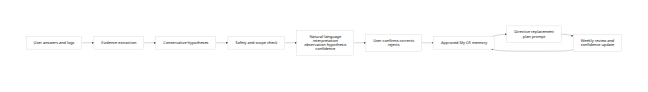 User answers and logs
Evidence extraction
Conservative hypotheses
Safety and scope check
Natural-language
interpretation
observation hypothesis
confidence
User confirms corrects
rejects
Approved My OS memory
Directive replacement
plan prompt
Weekly review and
confidence update